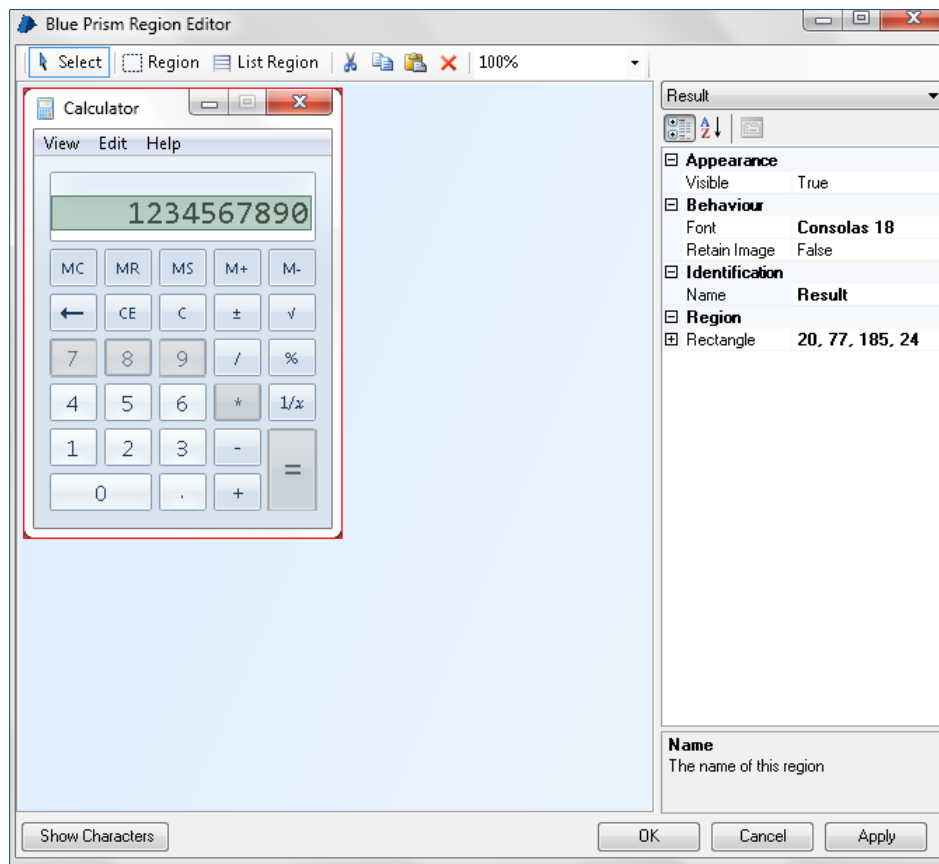 Blue Prism Region Editor
Select Region List Region 100%
Calculator
View Edit Help
1234567890
MC MR MS M+ M-
← CE C ± √
7 8 9 / %
4 5 6 * 1/x
1 2 3 - =
0 . +
Result
Appearance
Visible True
Behaviour
Font Consolas 18
Retain Image False
Identification
Name Result
Region
Rectangle 20, 77, 185, 24
Name
The name of this region
Show Characters OK Cancel Apply